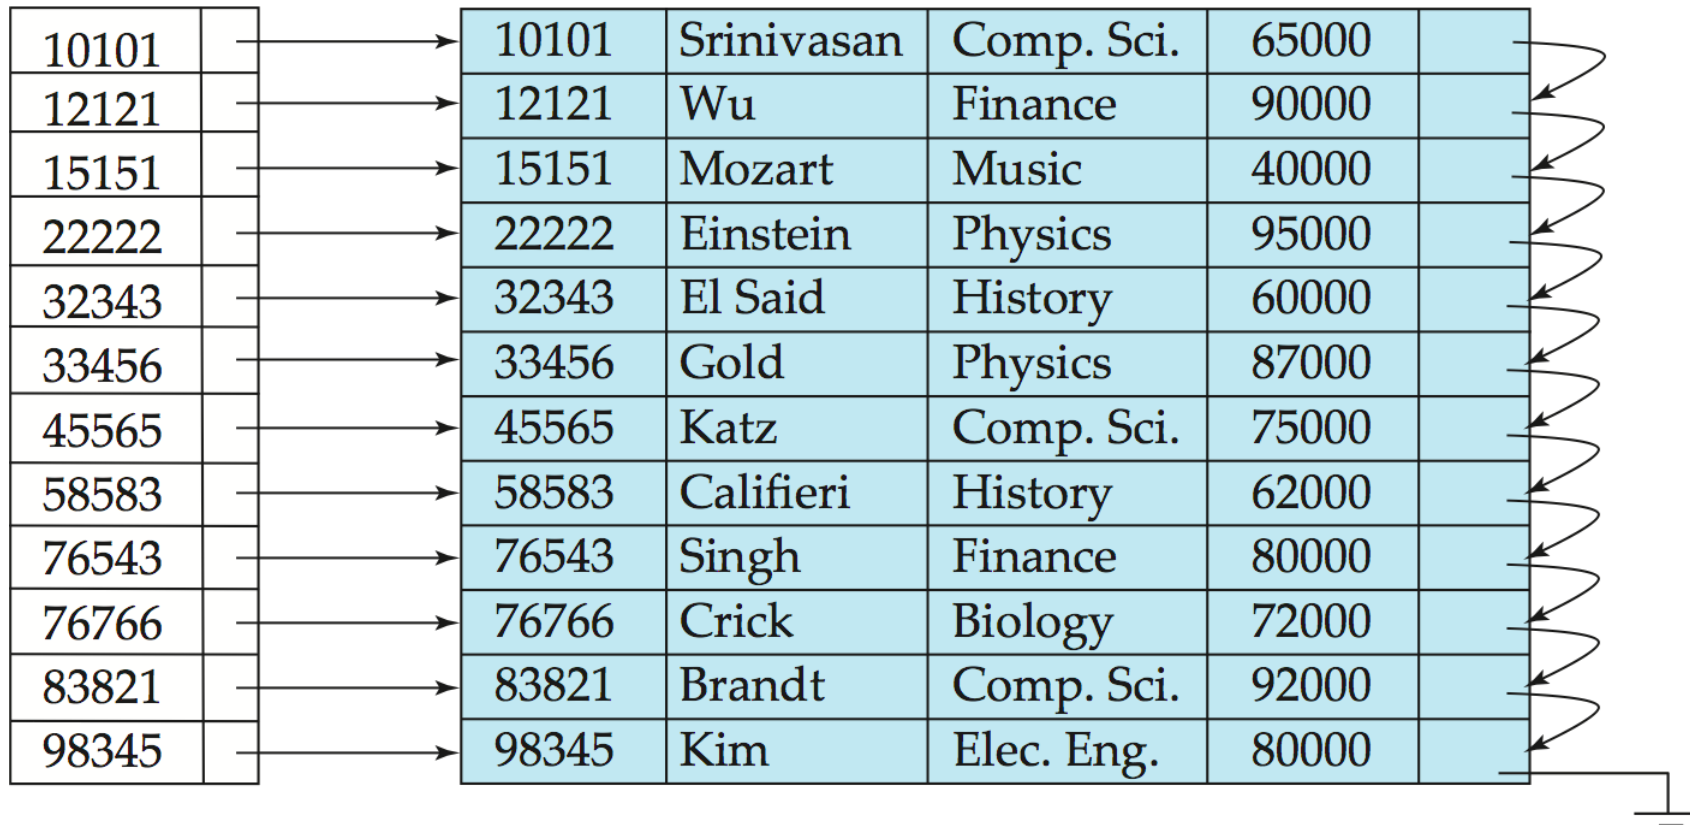 10101 10101 Srinivasan Comp. Sci. 65000
12121 12121 Wu Finance 90000
15151 15151 Mozart Music 40000
22222 22222 Einstein Physics 95000
32343 32343 El Said History 60000
33456 33456 Gold Physics 87000
45565 45565 Katz Comp. Sci. 75000
58583 58583 Califieri History 62000
76543 76543 Singh Finance 80000
76766 76766 Crick Biology 72000
83821 83821 Brandt Comp. Sci. 92000
98345 98345 Kim Elec. Eng. 80000